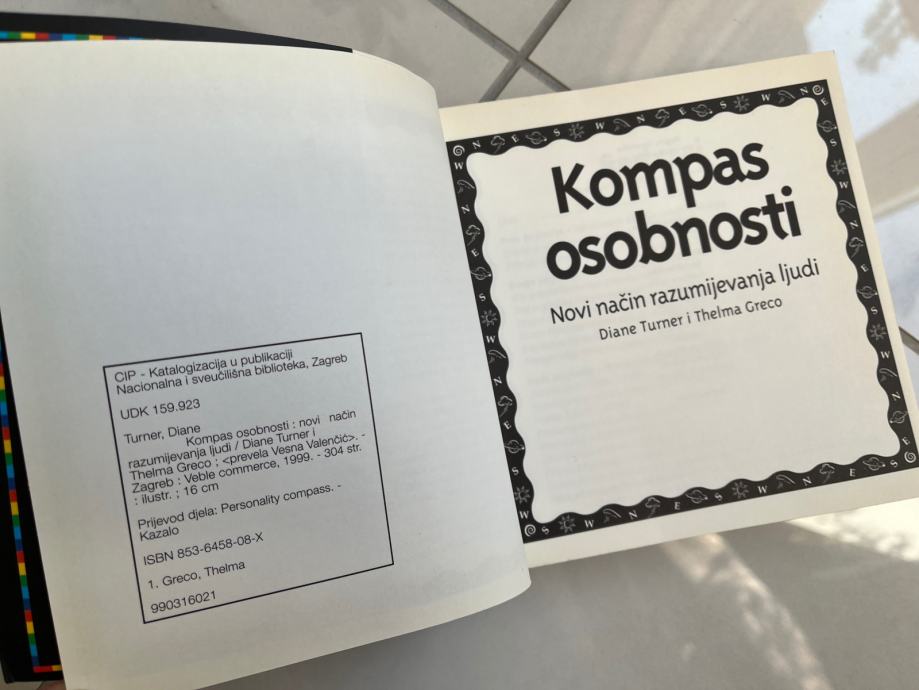 CIP - Katalogizacija u publikaciji
Nacionalna i sveučilišna biblioteka, Zagreb
UDK 159.923
Turner, Diane
Kompas osobnosti : novi način
razumijevanja ljudi / Diane Turner i
Thelma Greco ; <prevela Vesna Valenčić>. -
Zagreb : Veble commerce, 1999. - 304 str.
: ilustr. ; 16 cm
Prijevod djela: Personality compass. -
Kazalo
ISBN 853-6458-08-X
1. Greco, Thelma
990316021
Kompas
osobnosti
Novi način razumijevanja ljudi
Diane Turner i Thelma Greco